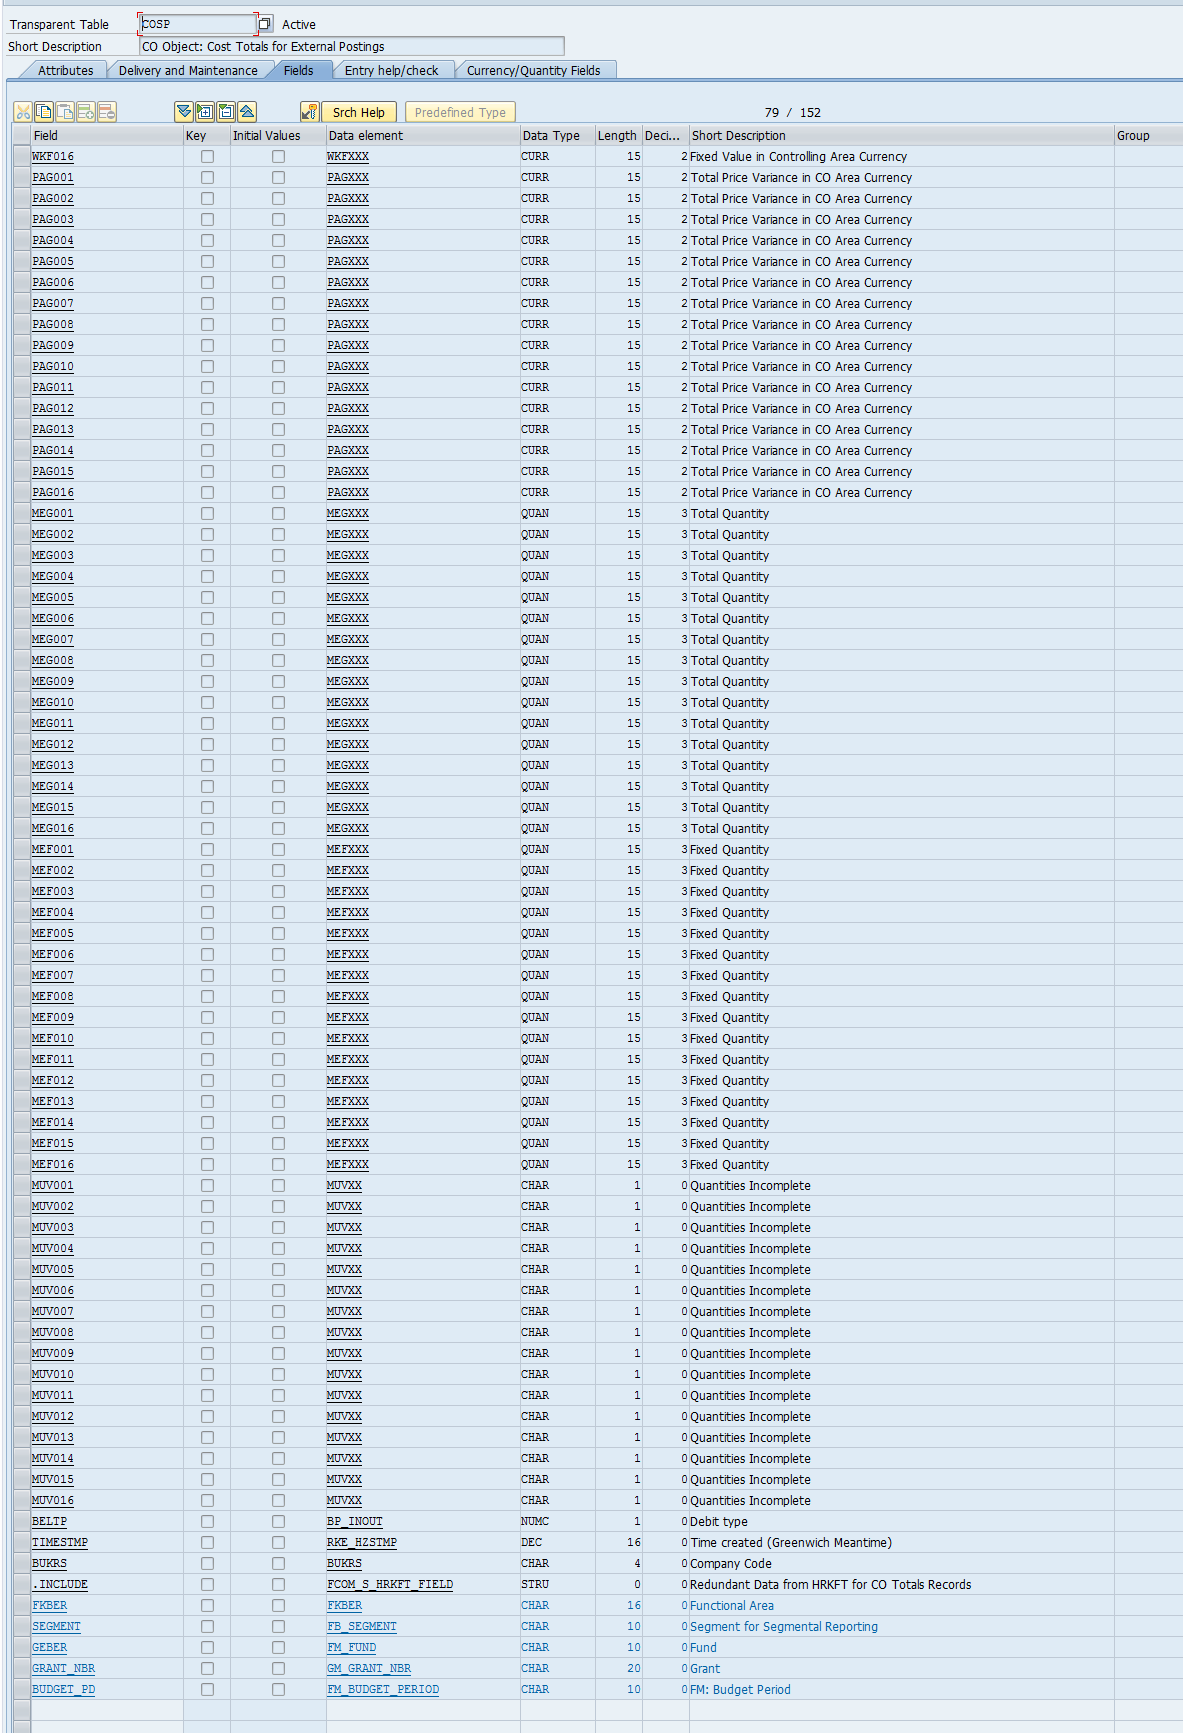 Transparent Table COSP Active
Short Description CO Object: Cost Totals for External Postings
Attributes Delivery and Maintenance Fields Entry help/check Currency/Quantity Fields
Srch Help Predefined Type 79 / 152
Field Key Initial Values Data element Data Type Length Deci... Short Description Group
WKF016 WKFXXX CURR 15 2 Fixed Value in Controlling Area Currency
PAG001 PAGXXX CURR 15 2 Total Price Variance in CO Area Currency
PAG002 PAGXXX CURR 15 2 Total Price Variance in CO Area Currency
PAG003 PAGXXX CURR 15 2 Total Price Variance in CO Area Currency
PAG004 PAGXXX CURR 15 2 Total Price Variance in CO Area Currency
PAG005 PAGXXX CURR 15 2 Total Price Variance in CO Area Currency
PAG006 PAGXXX CURR 15 2 Total Price Variance in CO Area Currency
PAG007 PAGXXX CURR 15 2 Total Price Variance in CO Area Currency
PAG008 PAGXXX CURR 15 2 Total Price Variance in CO Area Currency
PAG009 PAGXXX CURR 15 2 Total Price Variance in CO Area Currency
PAG010 PAGXXX CURR 15 2 Total Price Variance in CO Area Currency
PAG011 PAGXXX CURR 15 2 Total Price Variance in CO Area Currency
PAG012 PAGXXX CURR 15 2 Total Price Variance in CO Area Currency
PAG013 PAGXXX CURR 15 2 Total Price Variance in CO Area Currency
PAG014 PAGXXX CURR 15 2 Total Price Variance in CO Area Currency
PAG015 PAGXXX CURR 15 2 Total Price Variance in CO Area Currency
PAG016 PAGXXX CURR 15 2 Total Price Variance in CO Area Currency
MEG001 MEGXXX QUAN 15 3 Total Quantity
MEG002 MEGXXX QUAN 15 3 Total Quantity
MEG003 MEGXXX QUAN 15 3 Total Quantity
MEG004 MEGXXX QUAN 15 3 Total Quantity
MEG005 MEGXXX QUAN 15 3 Total Quantity
MEG006 MEGXXX QUAN 15 3 Total Quantity
MEG007 MEGXXX QUAN 15 3 Total Quantity
MEG008 MEGXXX QUAN 15 3 Total Quantity
MEG009 MEGXXX QUAN 15 3 Total Quantity
MEG010 MEGXXX QUAN 15 3 Total Quantity
MEG011 MEGXXX QUAN 15 3 Total Quantity
MEG012 MEGXXX QUAN 15 3 Total Quantity
MEG013 MEGXXX QUAN 15 3 Total Quantity
MEG014 MEGXXX QUAN 15 3 Total Quantity
MEG015 MEGXXX QUAN 15 3 Total Quantity
MEG016 MEGXXX QUAN 15 3 Total Quantity
MEF001 MEFXXX QUAN 15 3 Fixed Quantity
MEF002 MEFXXX QUAN 15 3 Fixed Quantity
MEF003 MEFXXX QUAN 15 3 Fixed Quantity
MEF004 MEFXXX QUAN 15 3 Fixed Quantity
MEF005 MEFXXX QUAN 15 3 Fixed Quantity
MEF006 MEFXXX QUAN 15 3 Fixed Quantity
MEF007 MEFXXX QUAN 15 3 Fixed Quantity
MEF008 MEFXXX QUAN 15 3 Fixed Quantity
MEF009 MEFXXX QUAN 15 3 Fixed Quantity
MEF010 MEFXXX QUAN 15 3 Fixed Quantity
MEF011 MEFXXX QUAN 15 3 Fixed Quantity
MEF012 MEFXXX QUAN 15 3 Fixed Quantity
MEF013 MEFXXX QUAN 15 3 Fixed Quantity
MEF014 MEFXXX QUAN 15 3 Fixed Quantity
MEF015 MEFXXX QUAN 15 3 Fixed Quantity
MEF016 MEFXXX QUAN 15 3 Fixed Quantity
MUV001 MUVXX CHAR 1 0 Quantities Incomplete
MUV002 MUVXX CHAR 1 0 Quantities Incomplete
MUV003 MUVXX CHAR 1 0 Quantities Incomplete
MUV004 MUVXX CHAR 1 0 Quantities Incomplete
MUV005 MUVXX CHAR 1 0 Quantities Incomplete
MUV006 MUVXX CHAR 1 0 Quantities Incomplete
MUV007 MUVXX CHAR 1 0 Quantities Incomplete
MUV008 MUVXX CHAR 1 0 Quantities Incomplete
MUV009 MUVXX CHAR 1 0 Quantities Incomplete
MUV010 MUVXX CHAR 1 0 Quantities Incomplete
MUV011 MUVXX CHAR 1 0 Quantities Incomplete
MUV012 MUVXX CHAR 1 0 Quantities Incomplete
MUV013 MUVXX CHAR 1 0 Quantities Incomplete
MUV014 MUVXX CHAR 1 0 Quantities Incomplete
MUV015 MUVXX CHAR 1 0 Quantities Incomplete
MUV016 MUVXX CHAR 1 0 Quantities Incomplete
BELTP BP_INOUT NUMC 1 0 Debit type
TIMESTMP RKE_HZSTMP DEC 16 0 Time created (Greenwich Meantime)
BUKRS BUKRS CHAR 4 0 Company Code
.INCLUDE FCOM_S_HRKFT_FIELD STRU 0 0 Redundant Data from HRKFT for CO Totals Records
FKBER FKBER CHAR 16 0 Functional Area
SEGMENT FB_SEGMENT CHAR 10 0 Segment for Segmental Reporting
GEBER FM_FUND CHAR 10 0 Fund
GRANT_NBR GM_GRANT_NBR CHAR 20 0 Grant
BUDGET_PD FM_BUDGET_PERIOD CHAR 10 0 FM: Budget Period